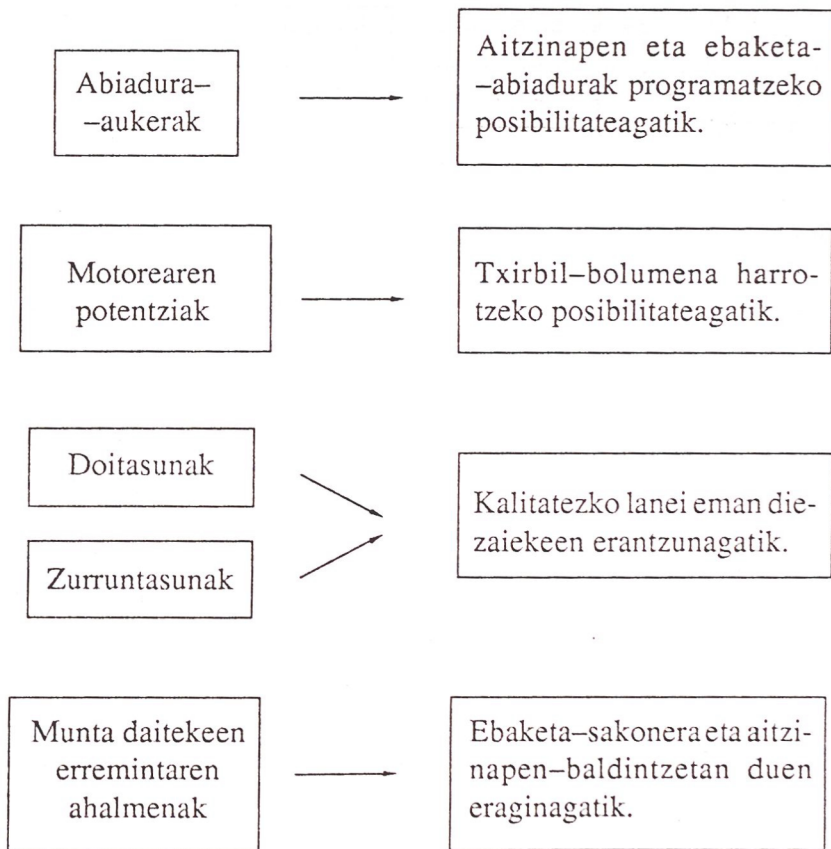 Abiadura–
–aukerak
Aitzinapen eta ebaketa-
–abiadurak programatzeko
posibilitateagatik.
Motorearen
potentziak
Txirbil–bolumena harro-
tzeko posibilitateagatik.
Doitasunak
Zurruntasunak
Kalitatezko lanei eman die-
zaiekeen erantzunagatik.
Munta daitekeen
erremintaren
ahalmenak
Ebaketa–sakonera eta aitzi-
napen–baldintzetan duen
eraginagatik.